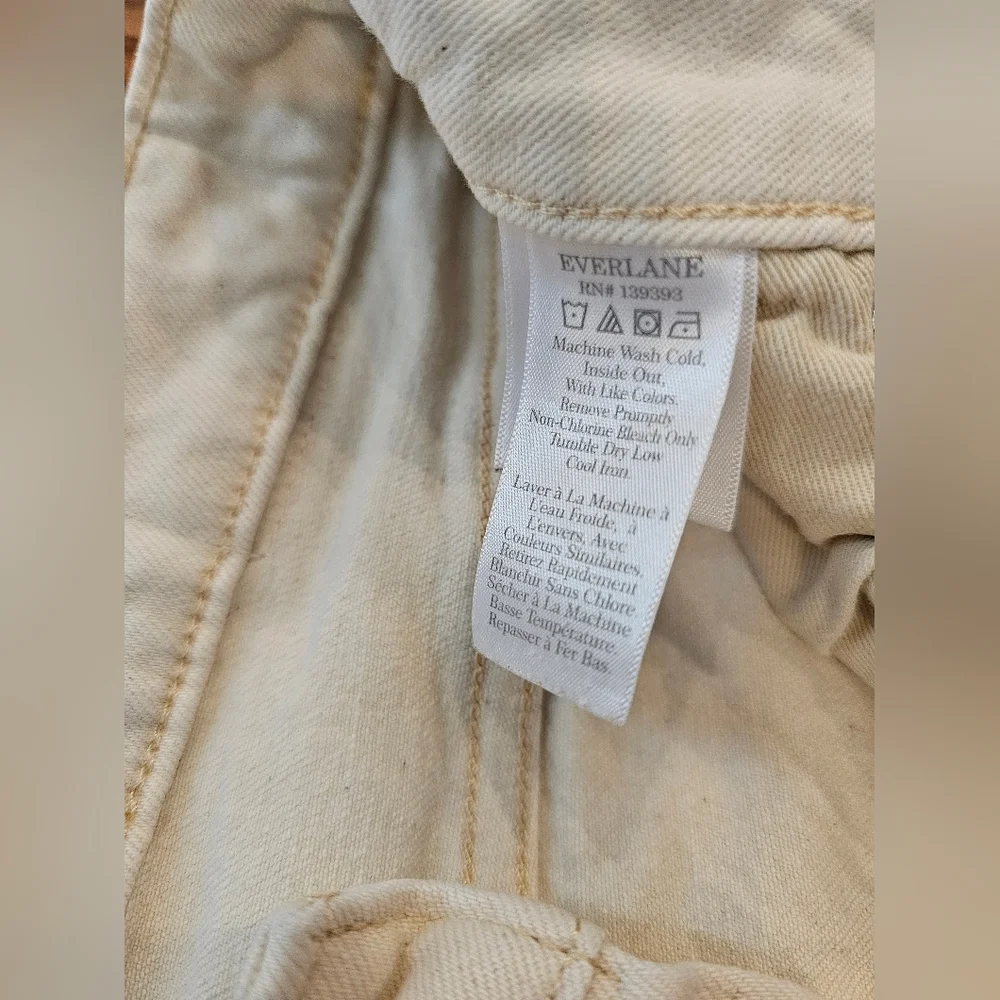 EVERLANE
RN# 139393
Machine Wash Cold,
Inside Out,
With Like Colors.
Remove Promptly
Non-Chlorine Bleach Only
Tumble Dry Low
Cool Iron.
Laver à La Machine à
L'eau Froide, à
L'envers, Avec
Couleurs Similaires,
Retirez Rapidement
Blanchir Sans Chlore
Sécher à La Machine
Basse Température,
Repasser à Fer Bas.